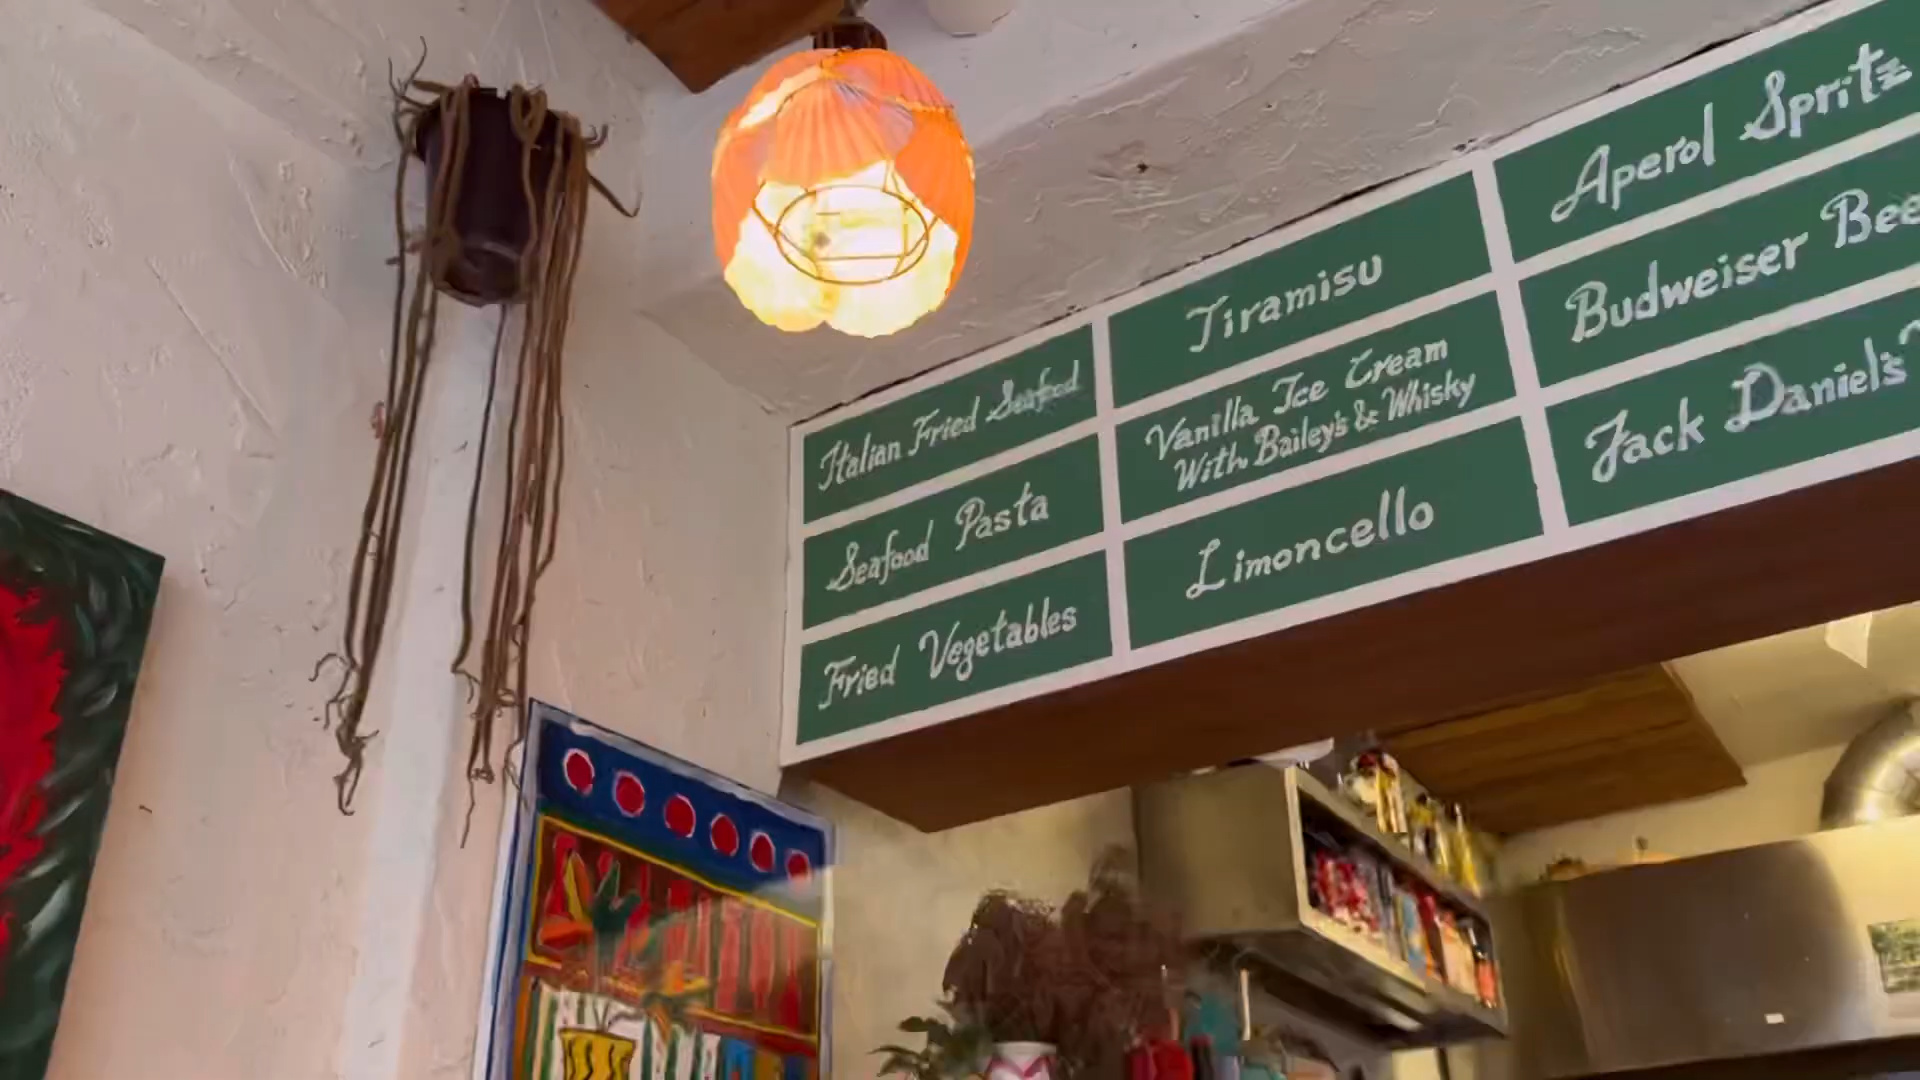 Italian Fried Seafood
Seafood Pasta
Fried Vegetables
Tiramisu
Vanilla Ice Cream
With Bailey's & Whisky
Limoncello
Aperol Spritz
Budweiser Bee
Jack Daniel's